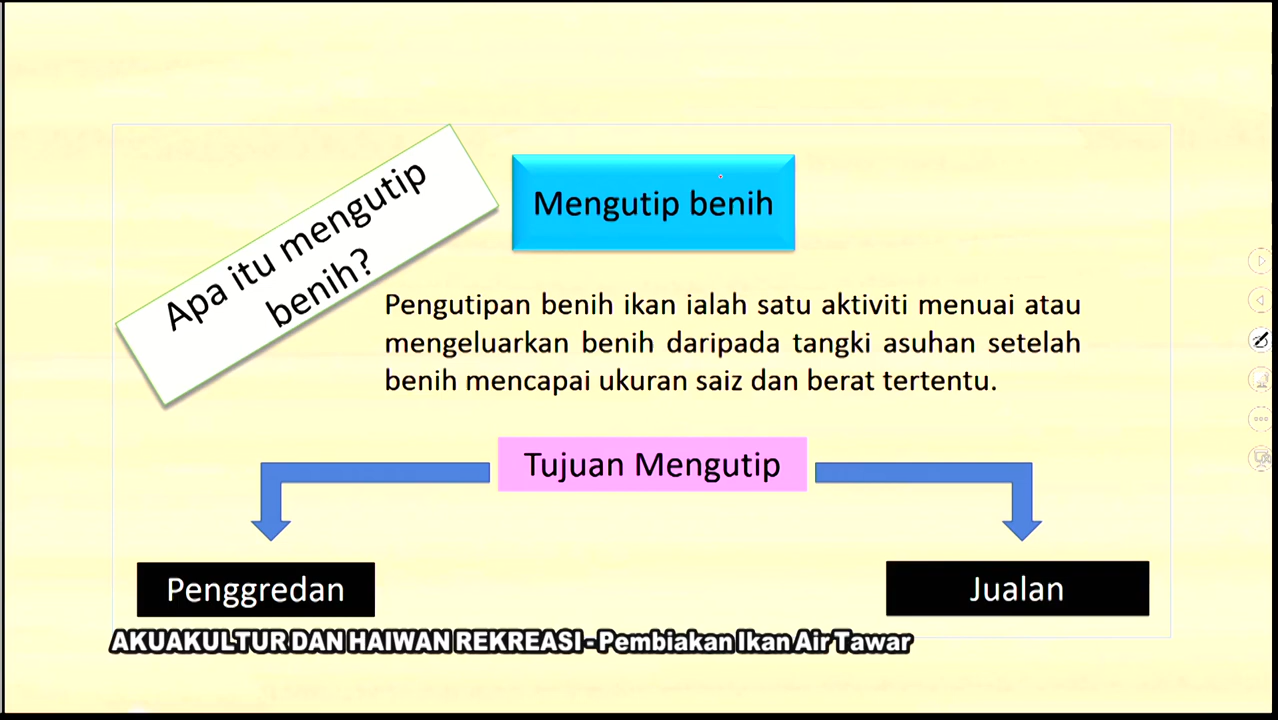 Apa itu mengutip
benih?
Mengutip benih
Pengutipan benih ikan ialah satu aktiviti menuai atau
mengeluarkan benih daripada tangki asuhan setelah
benih mencapai ukuran saiz dan berat tertentu.
Tujuan Mengutip
Penggredan
Jualan
AKUAKULTUR DAN HAIWAN REKREASI - Pembiakan Ikan Air Tawar